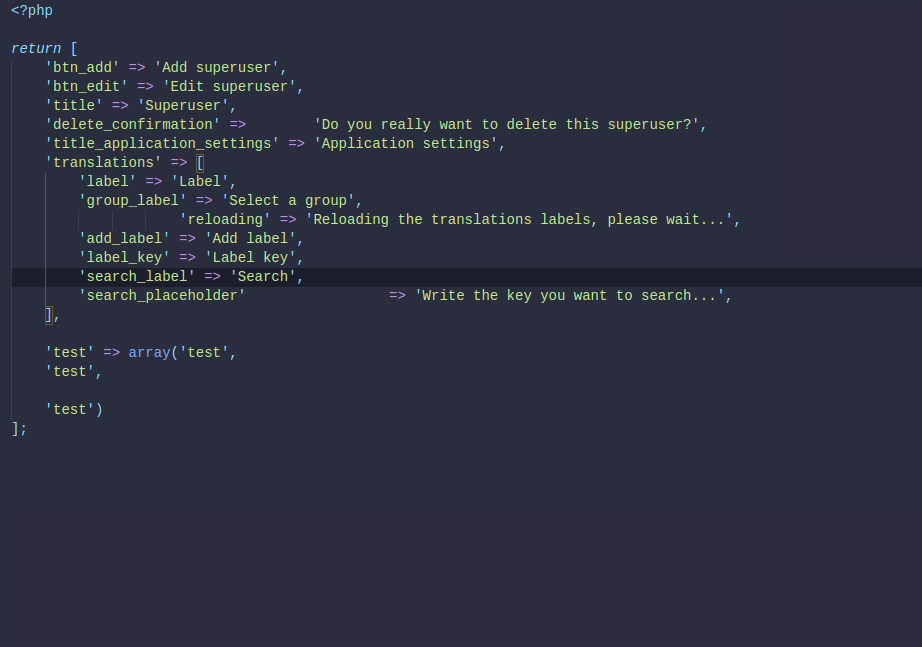 <?php

return [
    'btn_add' => 'Add superuser',
    'btn_edit' => 'Edit superuser',
    'title' => 'Superuser',
    'delete_confirmation' =>        'Do you really want to delete this superuser?',
    'title_application_settings' => 'Application settings',
    'translations' => [
        'label' => 'Label',
        'group_label' => 'Select a group',
                    'reloading' => 'Reloading the translations labels, please wait...',
        'add_label' => 'Add label',
        'label_key' => 'Label key',
        'search_label' => 'Search',
        'search_placeholder'                 => 'Write the key you want to search...',
    ],

    'test' => array('test',
    'test',

    'test')
];